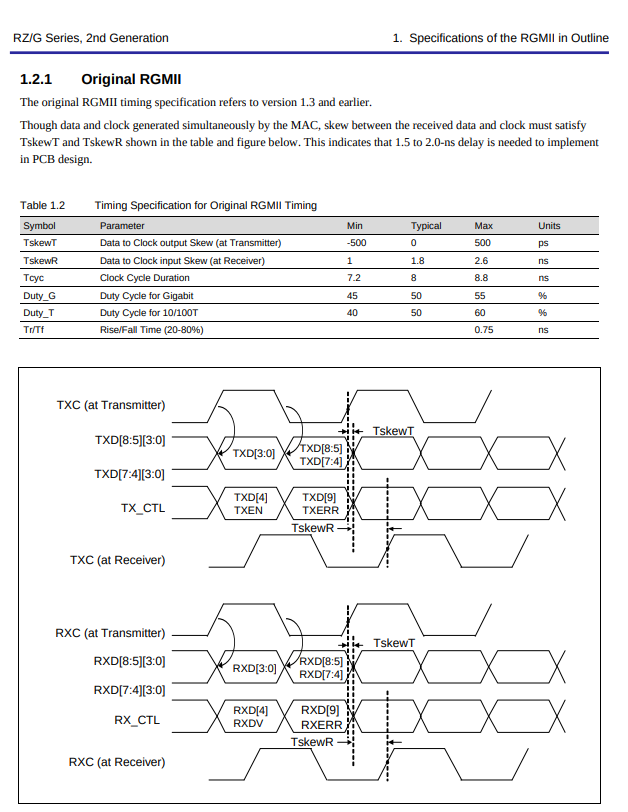 RZ/G Series, 2nd Generation 1. Specifications of the RGMII in Outline
1.2.1 Original RGMII
The original RGMII timing specification refers to version 1.3 and earlier.
Though data and clock generated simultaneously by the MAC, skew between the received data and clock must satisfy
TskewT and TskewR shown in the table and figure below. This indicates that 1.5 to 2.0-ns delay is needed to implement
in PCB design.
Table 1.2 Timing Specification for Original RGMII Timing
Symbol Parameter Min Typical Max Units
TskewT Data to Clock output Skew (at Transmitter) -500 0 500 ps
TskewR Data to Clock input Skew (at Receiver) 1 1.8 2.6 ns
Tcyc Clock Cycle Duration 7.2 8 8.8 ns
Duty_G Duty Cycle for Gigabit 45 50 55 %
Duty_T Duty Cycle for 10/100T 40 50 60 %
Tr/Tf Rise/Fall Time (20-80%) 0.75 ns
TXC (at Transmitter)
TskewT
TXD[8:5][3:0]
TXD[3:0] TXD[8:5]
TXD[7:4]
TXD[7:4][3:0]
TXD[4] TXD[9]
TX_CTL
TXEN TXERR
TskewR
TXC (at Receiver)
RXC (at Transmitter)
TskewT
RXD[8:5][3:0]
RXD[3:0] RXD[8:5]
RXD[7:4]
RXD[7:4][3:0]
RXD[4] RXD[9]
RX_CTL
RXDV RXERR
TskewR
RXC (at Receiver)